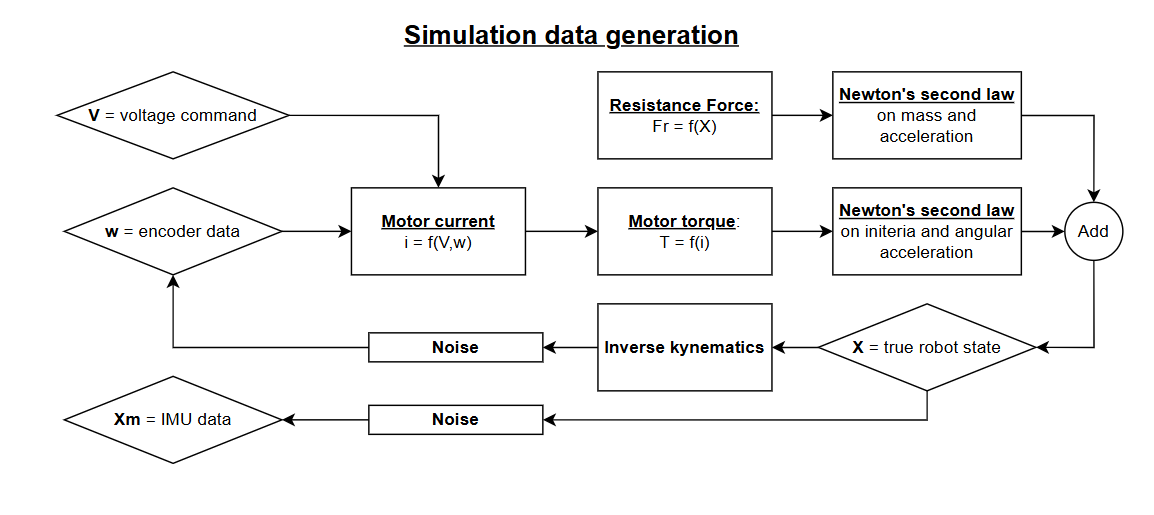 Simulation data generation
V = voltage command
Resistance Force:
Fr = f(X)
Newton's second law
on mass and
acceleration
w = encoder data
Motor current
i = f(V,w)
Motor torque:
T = f(i)
Newton's second law
on initeria and angular
acceleration
Add
Noise
Inverse kynematics
X = true robot state
Xm = IMU data
Noise